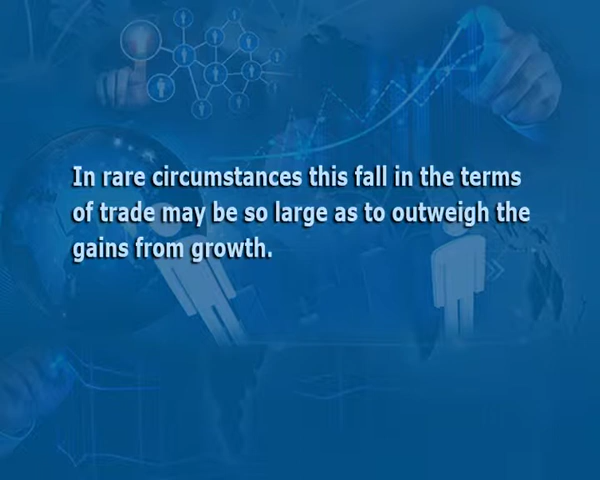 In rare circumstances this fall in the terms
of trade may be so large as to outweigh the
gains from growth.